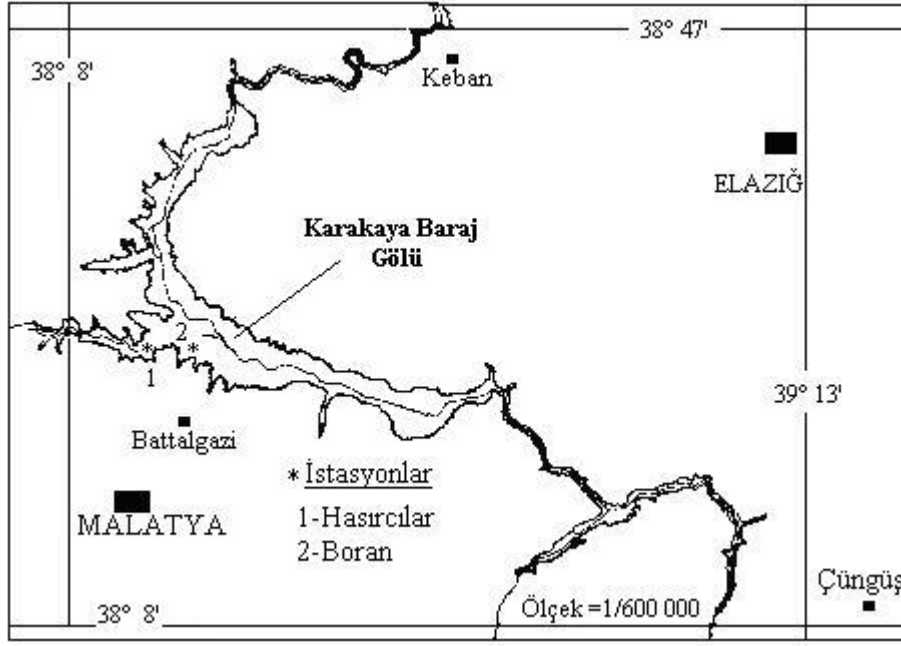 38° 47'
38° 8'
Keban
ELAZIĞ
Karakaya Baraj
Gölü
2
* *
1
39° 13'
Battalgazi
* İstasyonlar
MALATYA
1-Hasırcılar
2-Boran
Çüngüş
38° 8'
Ölçek =1/600 000